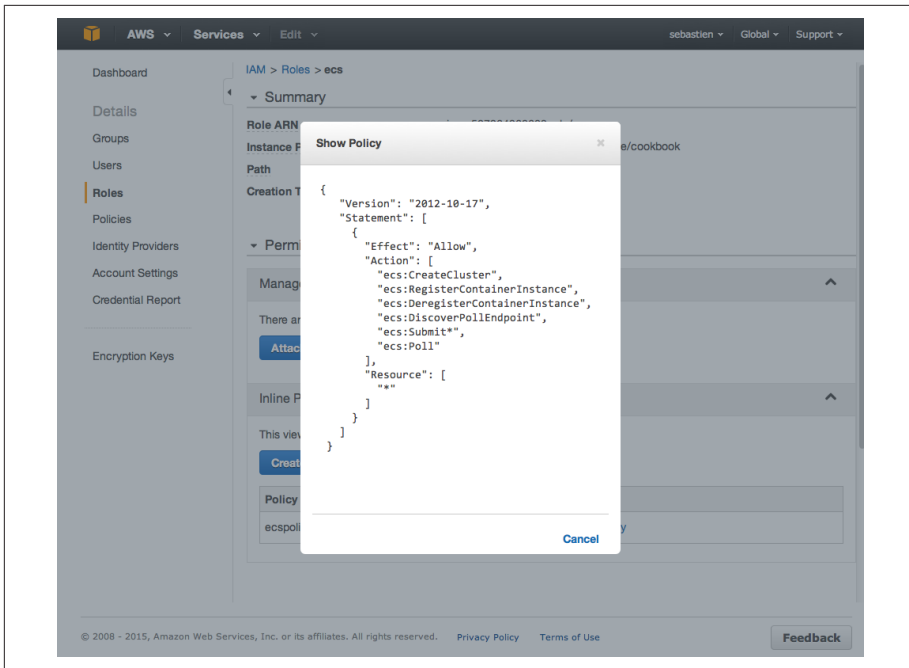 AWS Services Edit sebastien Global Support
Dashboard
Details
Groups
Users
Roles
Policies
Identity Providers
Account Settings
Credential Report
Encryption Keys
IAM > Roles > ecs
Summary
Role ARN
Instance P e/cookbook
Path
Creation T
Permi
Manag
There ar
Attac
Inline P
This view
Creat
Policy
ecspoli y
Show Policy ×
{
"Version": "2012-10-17",
"Statement": [
{
"Effect": "Allow",
"Action": [
"ecs:CreateCluster",
"ecs:RegisterContainerInstance",
"ecs:DeregisterContainerInstance",
"ecs:DiscoverPollEndpoint",
"ecs:Submit*",
"ecs:Poll"
],
"Resource": [
"*"
]
}
]
}
Cancel
© 2008 - 2015, Amazon Web Services, Inc. or its affiliates. All rights reserved. Privacy Policy Terms of Use Feedback